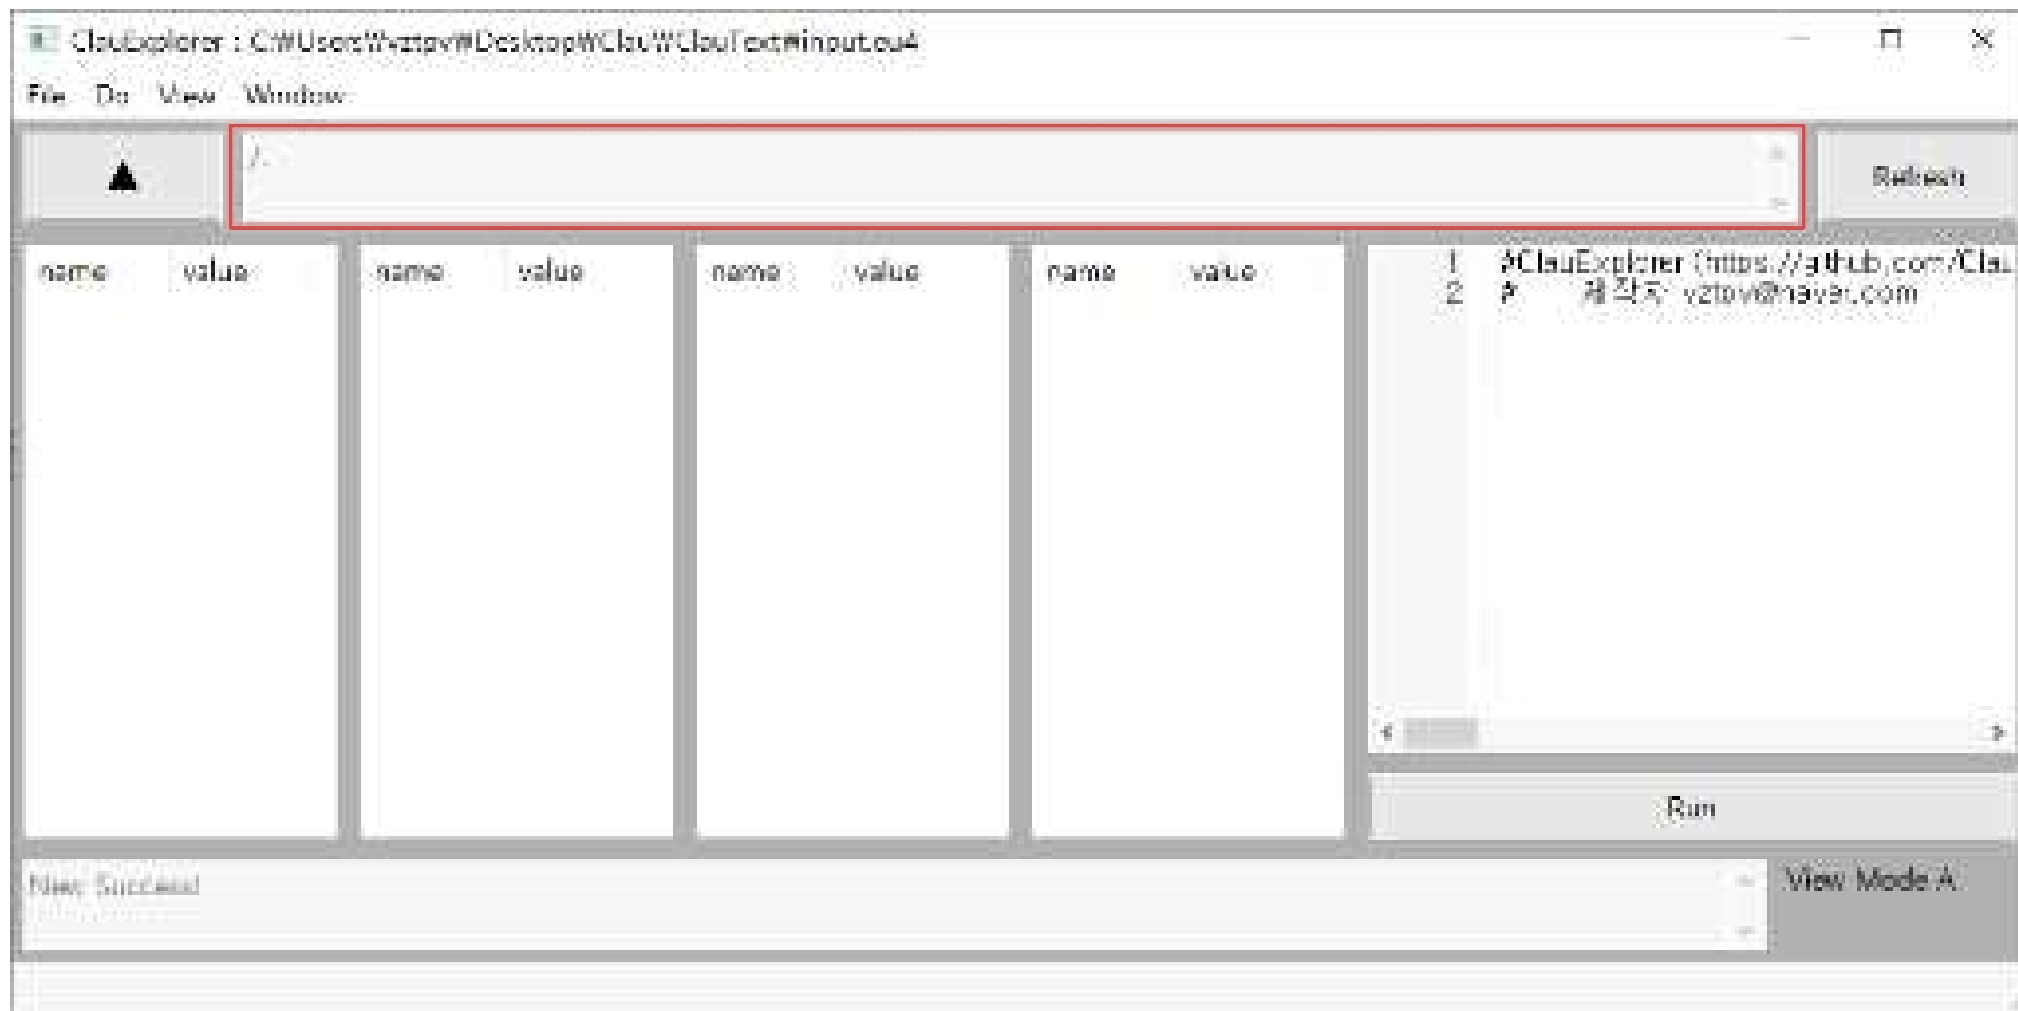 ClauExplorer : C:₩Users₩vztpv₩Desktop₩Clau₩ClauText₩input.eu4
File Do View Window
▲
/.
Refresh
name value name value name value name value
1 #ClauExplorer (https://github.com/Clau
2 # 제작자: vztpv@naver.com
Run
New Success!
View Mode A